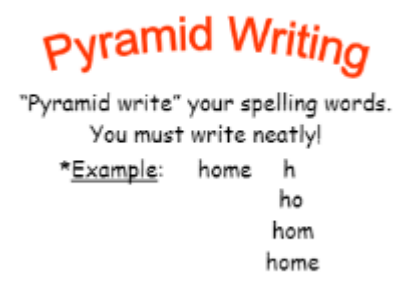 Pyramid Writing
"Pyramid write" your spelling words.
You must write neatly!
*Example: home h
ho
hom
home